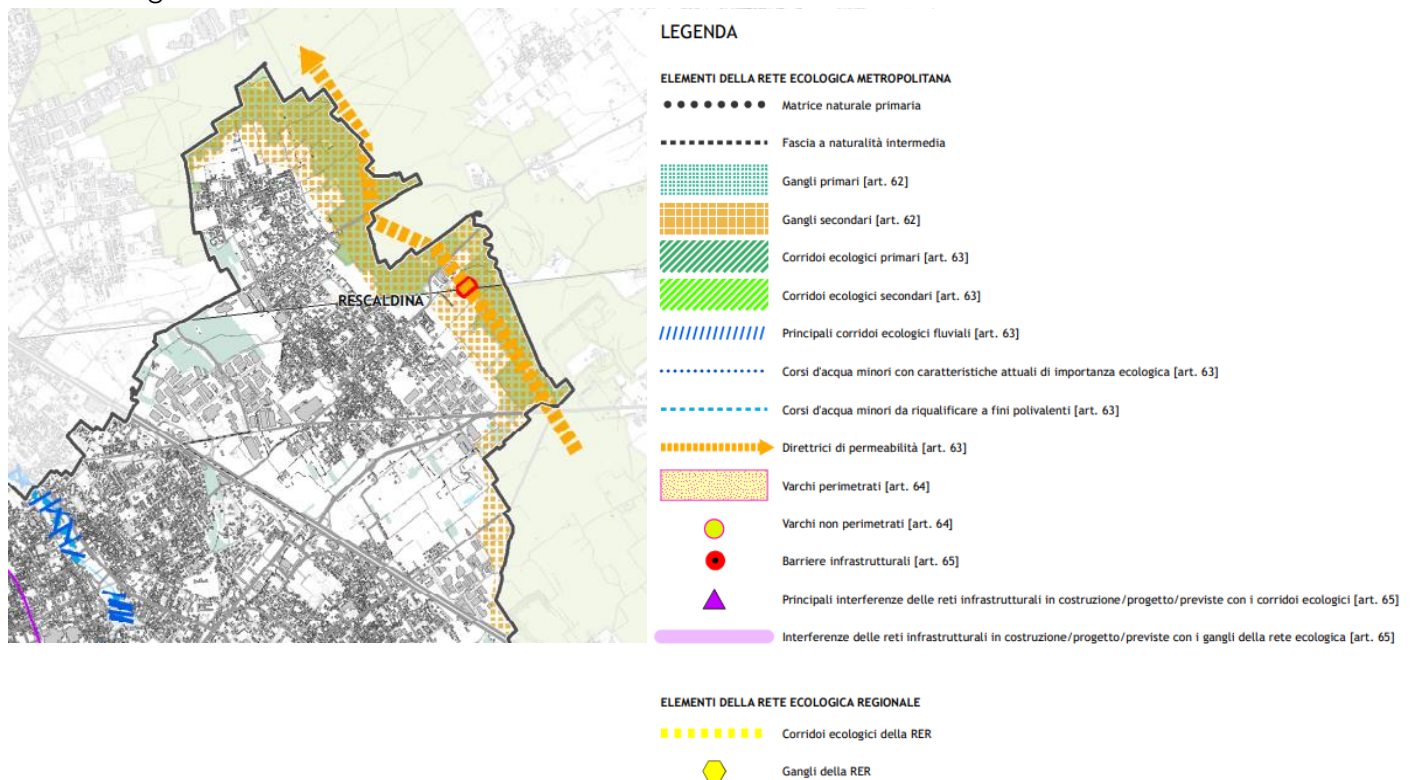 LEGENDA
ELEMENTI DELLA RETE ECOLOGICA METROPOLITANA
Matrice naturale primaria
Fascia a naturalità intermedia
Gangli primari [art. 62]
Gangli secondari [art. 62]
Corridoi ecologici primari [art. 63]
Corridoi ecologici secondari [art. 63]
Principali corridoi ecologici fluviali [art. 63]
Corsi d'acqua minori con caratteristiche attuali di importanza ecologica [art. 63]
Corsi d'acqua minori da riqualificare a fini polivalenti [art. 63]
Direttrici di permeabilità [art. 63]
Varchi perimetrati [art. 64]
Varchi non perimetrati [art. 64]
Barriere infrastrutturali [art. 65]
Principali interferenze delle reti infrastrutturali in costruzione/progetto/previste con i corridoi ecologici [art. 65]
Interferenze delle reti infrastrutturali in costruzione/progetto/previste con i gangli della rete ecologica [art. 65]
ELEMENTI DELLA RETE ECOLOGICA REGIONALE
Corridoi ecologici della RER
Gangli della RER
RESCALDINA